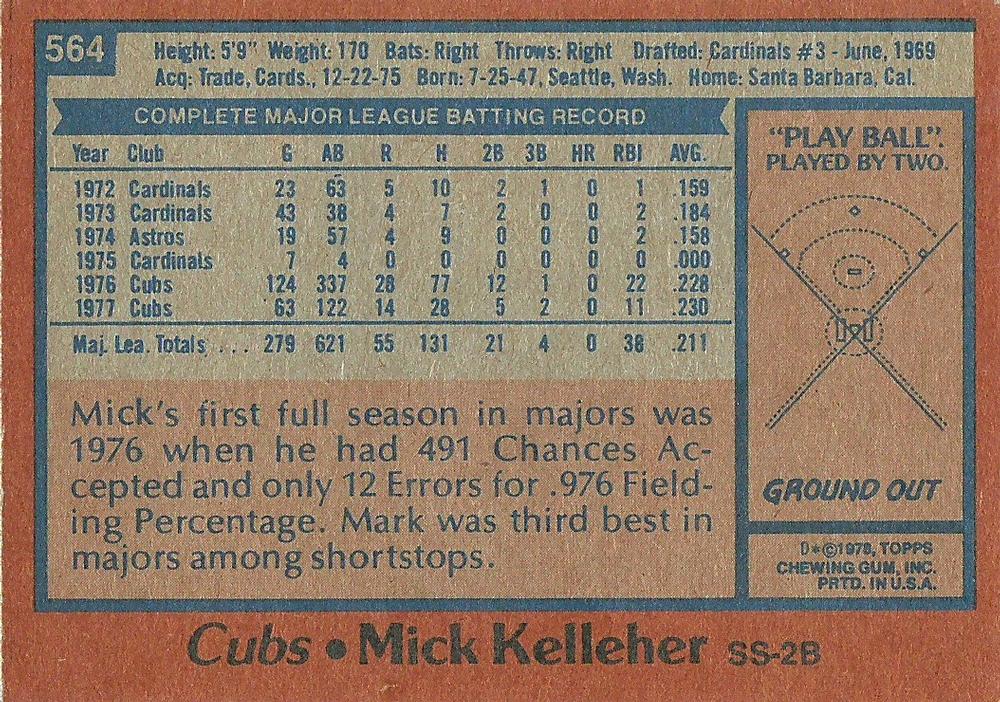 564
Height: 5'9" Weight: 170 Bats: Right Throws: Right Drafted: Cardinals #3 - June, 1969
Acq: Trade, Cards., 12-22-75 Born: 7-25-47, Seattle, Wash. Home: Santa Barbara, Cal.
COMPLETE MAJOR LEAGUE BATTING RECORD
Year Club G AB R H 2B 3B HR RBI AVG.
1972 Cardinals 23 63 5 10 2 1 0 1 .159
1973 Cardinals 43 38 4 7 2 0 0 2 .184
1974 Astros 19 57 4 9 0 0 0 2 .158
1975 Cardinals 7 4 0 0 0 0 0 0 .000
1976 Cubs 124 337 28 77 12 1 0 22 .228
1977 Cubs 63 122 14 28 5 2 0 11 .230
Maj. Lea. Totals ... 279 621 55 131 21 4 0 38 .211
Mick's first full season in majors was
1976 when he had 491 Chances Ac-
cepted and only 12 Errors for .976 Field-
ing Percentage. Mark was third best in
majors among shortstops.
"PLAY BALL".
PLAYED BY TWO.
GROUND OUT
D*©1978, TOPPS
CHEWING GUM, INC.
PRTD. IN U.S.A.
Cubs • Mick Kelleher SS-2B